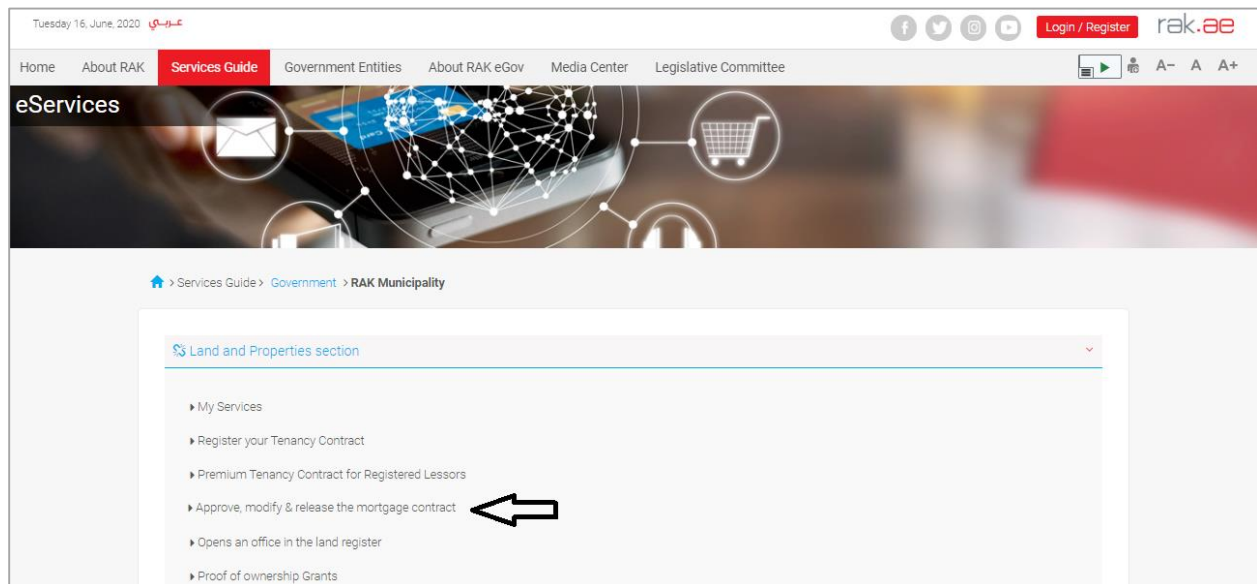 Tuesday 16, June, 2020 عـربـي
Login / Register rak.ae
Home About RAK Services Guide Government Entities About RAK eGov Media Center Legislative Committee A- A A+
eServices
> Services Guide > Government > RAK Municipality
Land and Properties section
My Services
Register your Tenancy Contract
Premium Tenancy Contract for Registered Lessors
Approve, modify & release the mortgage contract
Opens an office in the land register
Proof of ownership Grants